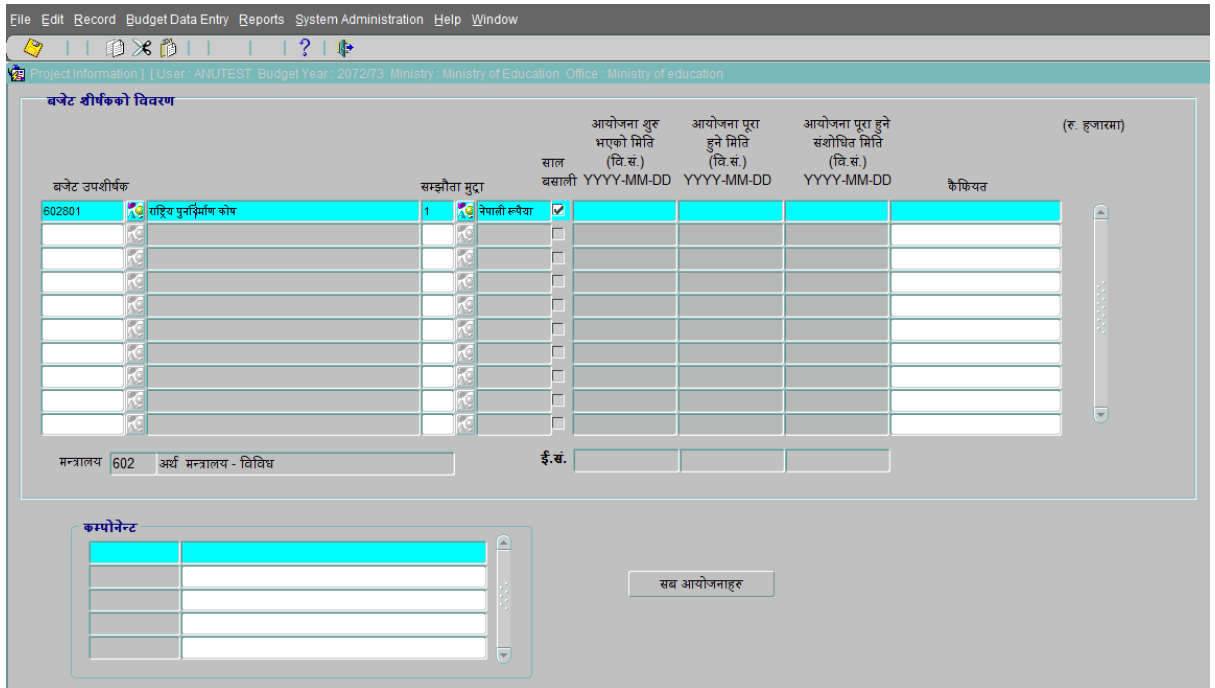 File Edit Record Budget Data Entry Reports System Administration Help Window
Project Information ] [ User : ANUTEST Budget Year : 2072/73 Ministry : Ministry of Education Office : Ministry of education
बजेट शीर्षकको विवरण
आयोजना शुरु आयोजना पूरा आयोजना पूरा हुने (रु. हजारमा)
भएको मिति हुने मिति संशोधित मिति
साल (वि.सं.) (वि.सं.) (वि.सं.)
बजेट उपशीर्षक सम्झौता मुद्रा बसाली YYYY-MM-DD YYYY-MM-DD YYYY-MM-DD कैफियत
602801 राष्ट्रिय पुनर्निर्माण कोष 1 नेपाली रूपैया
मन्त्रालय 602 अर्थ मन्त्रालय - विविध ई.सं.
कम्पोनेन्ट
सब आयोजनाहरु